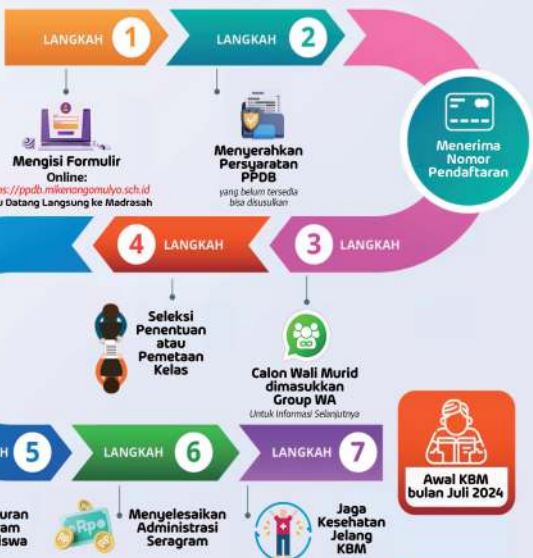 LANGKAH 1
LANGKAH 2
Mengisi Formulir
Online:
ps://ppdb.mikenongomulyo.sch.id
u Datang Langsung ke Madrasah
Menyerahkan
Persyaratan
PPDB
yang belum tersedia
bisa disusulkan
Menerima
Nomor
Pendaftaran
4 LANGKAH
3 LANGKAH
Seleksi
Penentuan
atau
Pemetaan
Kelas
Calon Wali Murid
dimasukkan
Group WA
Untuk Informasi Selanjutnya
H 5
LANGKAH 6
LANGKAH 7
Awal KBM
bulan Juli 2024
uran
am
iswa
Rp
Menyelesaikan
Administrasi
Seragram
Jaga
Kesehatan
Jelang
KBM